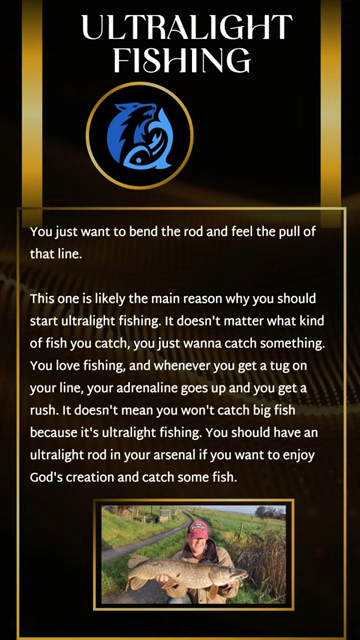 ULTRALIGHT
FISHING
You just want to bend the rod and feel the pull of
that line.
This one is likely the main reason why you should
start ultralight fishing. It doesn't matter what kind
of fish you catch, you just wanna catch something.
You love fishing, and whenever you get a tug on
your line, your adrenaline goes up and you get a
rush. It doesn't mean you won't catch big fish
because it's ultralight fishing. You should have an
ultralight rod in your arsenal if you want to enjoy
God's creation and catch some fish.